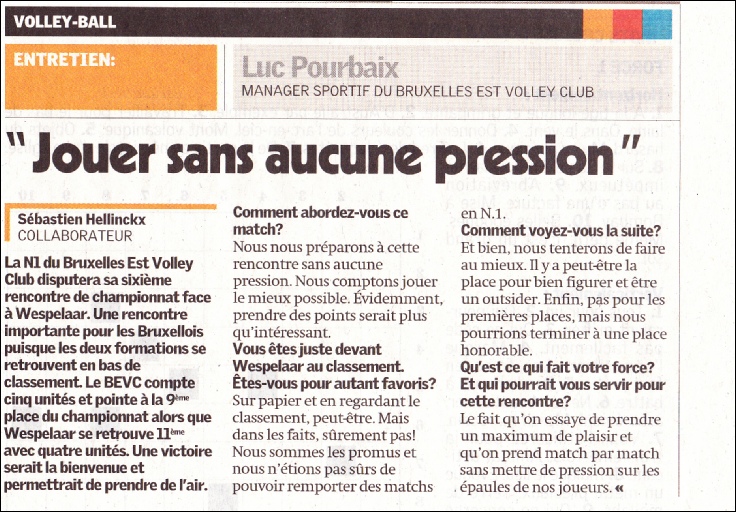 VOLLEY-BALL
ENTRETIEN:
Luc Pourbaix
MANAGER SPORTIF DU BRUXELLES EST VOLLEY CLUB
"Jouer sans aucune pression"
Sébastien Hellinckx
COLLABORATEUR
La N1 du Bruxelles Est Volley
Club disputera sa sixième
rencontre de championnat face
à Wespelaar. Une rencontre
importante pour les Bruxellois
puisque les deux formations se
retrouvent en bas de
classement. Le BEVC compte
cinq unités et pointe à la 9ème
place du championnat alors que
Wespelaar se retrouve 11ème
avec quatre unités. Une victoire
serait la bienvenue et
permettrait de prendre de l'air.
Comment abordez-vous ce
match?
Nous nous préparons à cette
rencontre sans aucune
pression. Nous comptons jouer
le mieux possible. Évidemment,
prendre des points serait plus
qu'intéressant.
Vous êtes juste devant
Wespelaar au classement.
Êtes-vous pour autant favoris?
Sur papier et en regardant le
classement, peut-être. Mais
dans les faits, sûrement pas!
Nous sommes les promus et
nous n'étions pas sûrs de
pouvoir remporter des matchs
en N.1.
Comment voyez-vous la suite?
Et bien, nous tenterons de faire
au mieux. Il y a peut-être la
place pour bien figurer et être
un outsider. Enfin, pas pour les
premières places, mais nous
pourrions terminer à une place
honorable.
Qu'est ce qui fait votre force?
Et qui pourrait vous servir pour
cette rencontre?
Le fait qu'on essaye de prendre
un maximum de plaisir et
qu'on prend match par match
sans mettre de pression sur les
épaules de nos joueurs. «